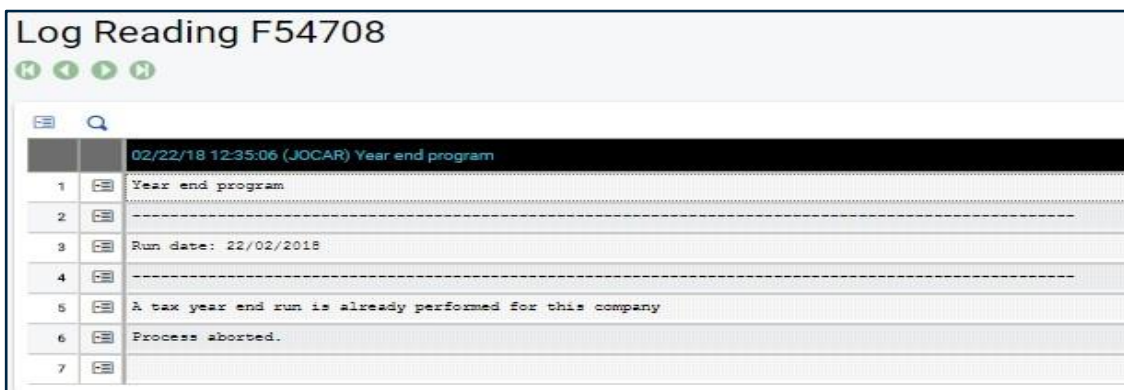 Log Reading F54708
02/22/18 12:35:06 (JOCAR) Year end program
1 Year end program
2 ----------------------------------------------------------------------------------------------------
3 Run date: 22/02/2018
4 ----------------------------------------------------------------------------------------------------
5 A tax year end run is already performed for this company
6 Process aborted.
7